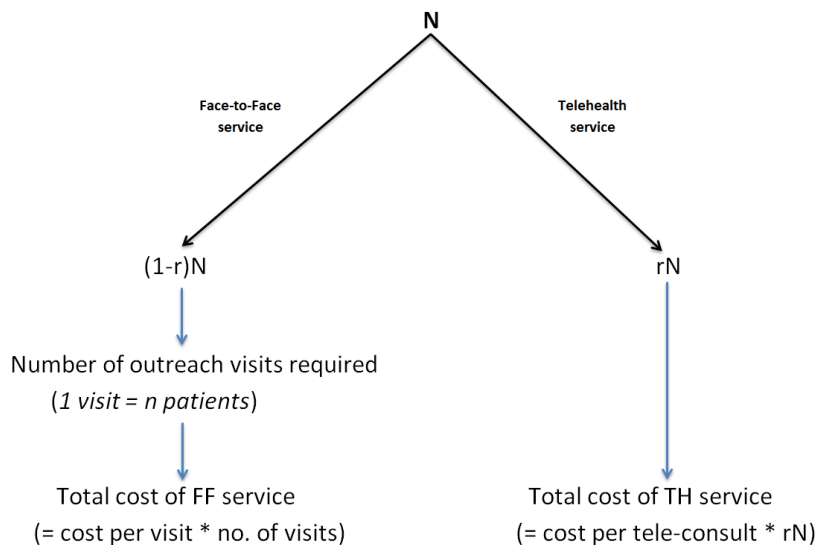 N
Face-to-Face
service
Telehealth
service
(1-r)N
rN
Number of outreach visits required
(1 visit = n patients)
Total cost of FF service
(= cost per visit * no. of visits)
Total cost of TH service
(= cost per tele-consult * rN)